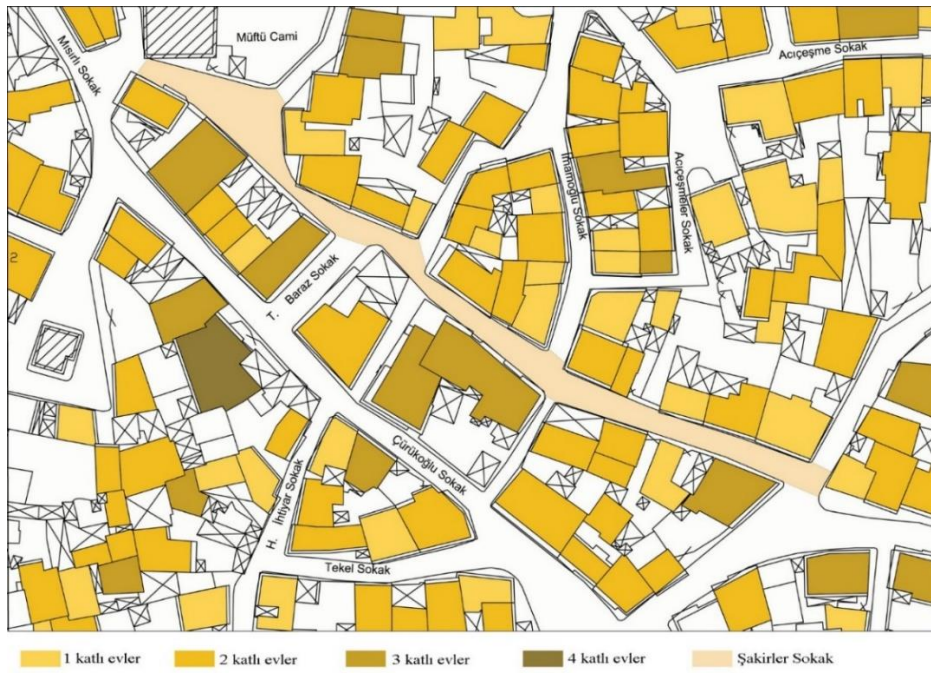 Müftü Cami
Mısırlı Sokak
Acıçeşme Sokak
İmamoğlu Sokak
Acıçeşmeler Sokak
2
T. Baraz Sokak
Çürükoğlu Sokak
H. İhtiyar Sokak
Tekel Sokak
1 katlı evler
2 katlı evler
3 katlı evler
4 katlı evler
Şakirler Sokak